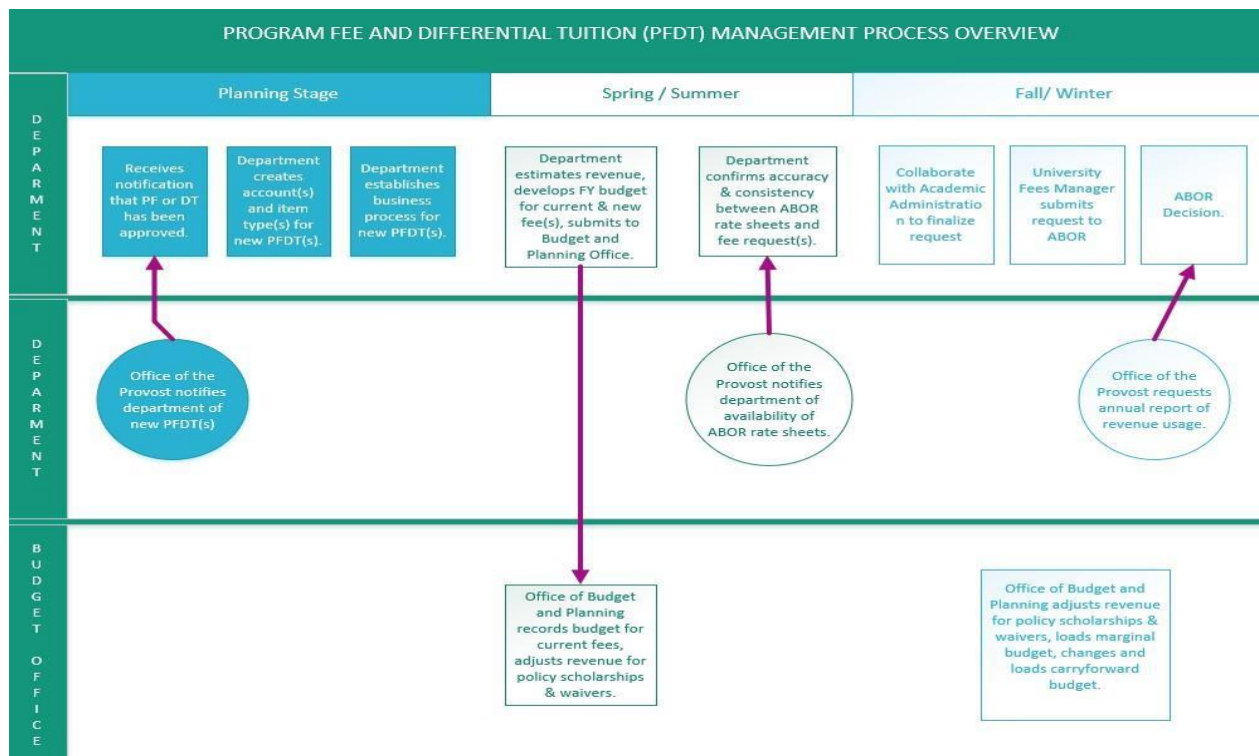 PROGRAM FEE AND DIFFERENTIAL TUITION (PFDT) MANAGEMENT PROCESS OVERVIEW
Planning Stage
Spring / Summer
Fall/ Winter
DEPARMENT
Receives
notification
that PF or DT
has been
approved.
Department
creates
account(s)
and item
type(s) for
new PFDT(s).
Department
establishes
business
process for
new PFDT(s).
Department
estimates revenue,
develops FY budget
for current & new
fee(s), submits to
Budget and
Planning Office.
Department
confirms accuracy
& consistency
between ABOR
rate sheets and
fee request(s).
Collaborate
with Academic
Administratio
n to finalize
request
University
Fees Manager
submits
request to
ABOR
ABOR
Decision.
DEPARMENT
Office of the
Provost notifies
department of
new PFDT(s)
Office of the
Provost notifies
department of
availability of
ABOR rate sheets.
Office of the
Provost requests
annual report of
revenue usage.
BUDGET OFFICE
Office of Budget
and Planning
records budget for
current fees,
adjusts revenue for
policy scholarships
& waivers.
Office of Budget and
Planning adjusts revenue
for policy scholarships &
waivers, loads marginal
budget, changes and
loads carryforward
budget.